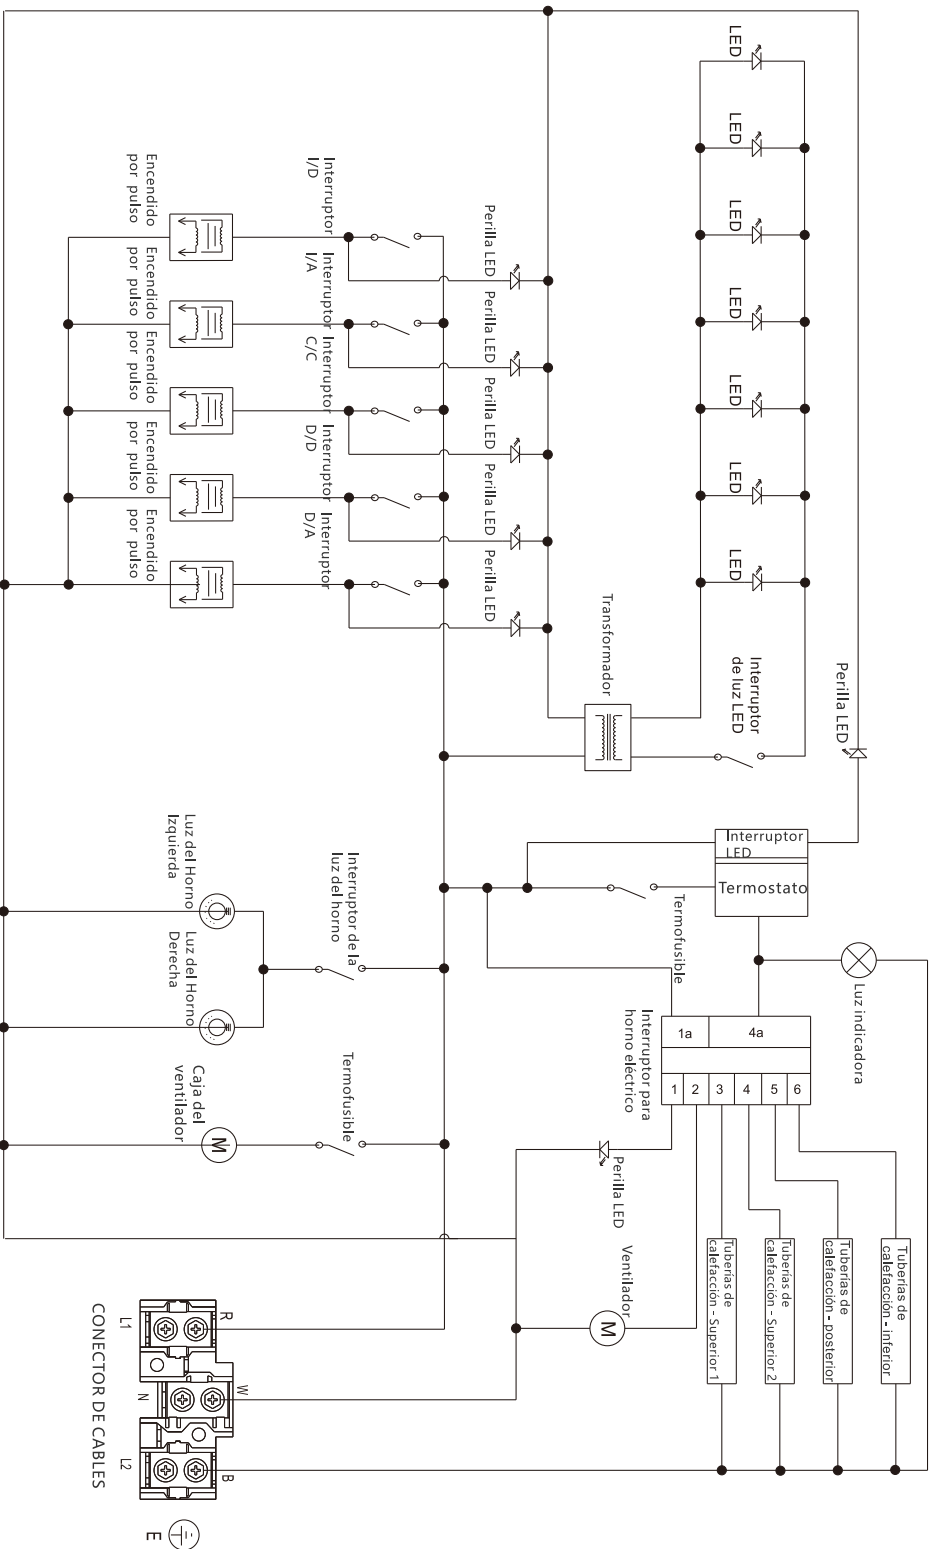 LED
LED
LED
LED
LED
LED
LED
Interruptor
de luz LED
Perilla LED
Interruptor
LED
Termostato
Luz indicadora
Tuberías de
calefacción - inferior
Tuberías de
calefacción - posterior
Tuberías de
calefacción - Superior 2
Tuberías de
calefacción - Superior 1
Transformador
Termofusible
1a
4a
1
2
3
4
5
6
Interruptor para
horno eléctrico
Perilla LED
Ventilador
M
Perilla LED
Perilla LED
Perilla LED
Perilla LED
Perilla LED
Interruptor
I/D
Interruptor
I/A
Interruptor
C/C
Interruptor
D/D
Interruptor
D/A
Interruptor de la
luz del horno
Termofusible
Encendido
por pulso
Encendido
por pulso
Encendido
por pulso
Encendido
por pulso
Encendido
por pulso
Luz del Horno
Izquierda
Luz del Horno
Derecha
Caja del
ventilador
M
R
W
B
L1
N
L2
CONECTOR DE CABLES
E